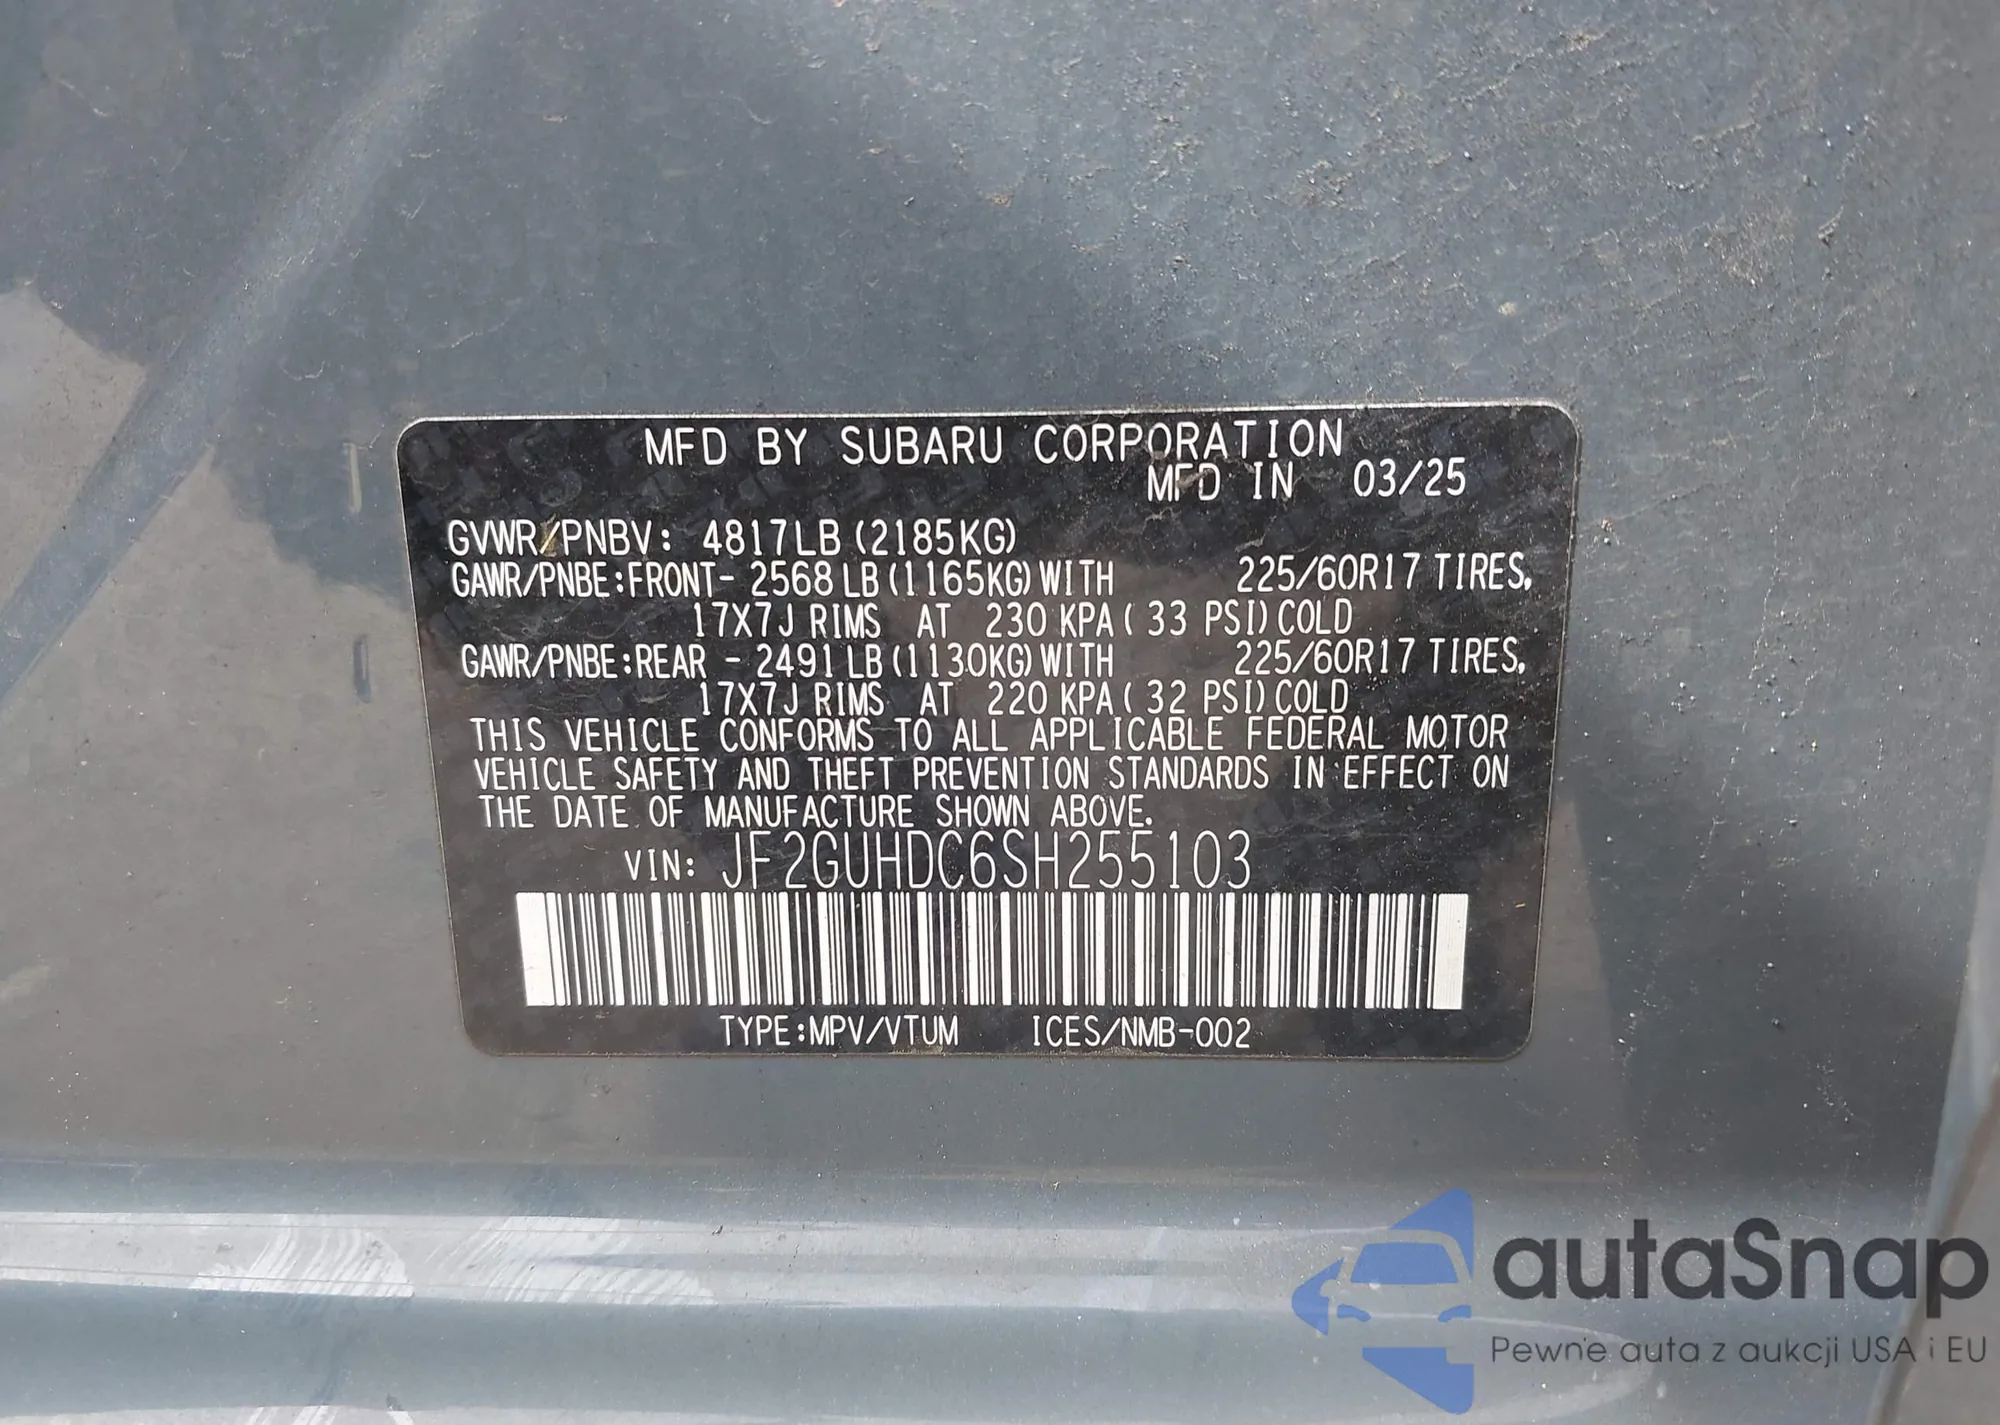 MFD BY SUBARU CORPORATION
MFD IN 03/25
GVWR/PNBV: 4817LB (2185KG)
GAWR/PNBE:FRONT- 2568 LB (1165KG) WITH 225/60R17 TIRES,
17X7J RIMS AT 230 KPA ( 33 PSI) COLD
GAWR/PNBE:REAR - 2491 LB (1130KG) WITH 225/60R17 TIRES,
17X7J RIMS AT 220 KPA ( 32 PSI) COLD
THIS VEHICLE CONFORMS TO ALL APPLICABLE FEDERAL MOTOR
VEHICLE SAFETY AND THEFT PREVENTION STANDARDS IN EFFECT ON
THE DATE OF MANUFACTURE SHOWN ABOVE.
VIN: JF2GUHDC6SH255103
TYPE:MPV/VTUM ICES/NMB-002
autaSnap
Pewne auta z aukcji USA i EU